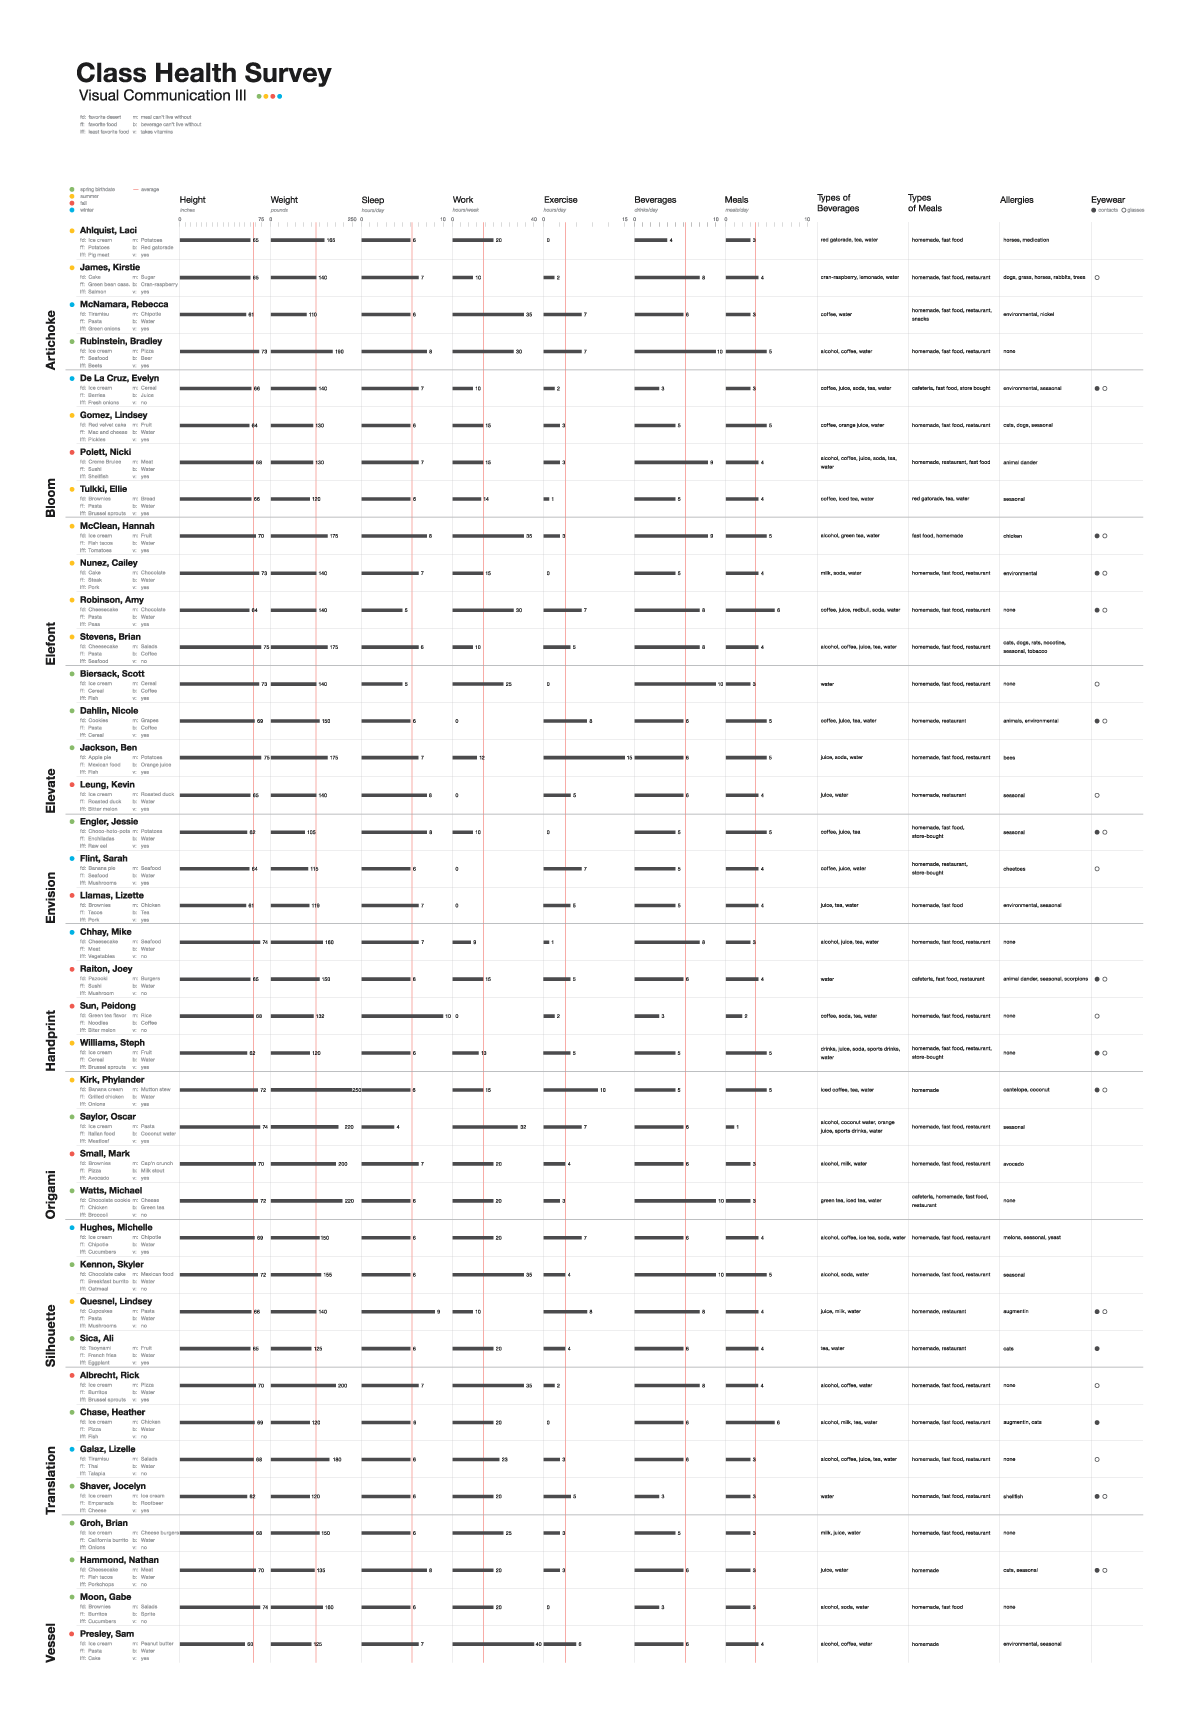 Class Health Survey
Visual Communication III
fd: favorite desert m: meal can't live without
ff: favorite food b: beverage can't live without
lff: least favorite food v: takes vitamins
spring birthdate --- average
summer
fall
winter
Height Weight Sleep Work Exercise Beverages Meals Types of Beverages Types of Meals Allergies Eyewear
inches pounds hours/day hours/week hours/day drinks/day meals/day contacts glasses
0 75 0 250 0 10 0 40 0 15 0 10 0 10
Artichoke
Ahlquist, Laci
fd: Ice cream m: Potatoes 65 165 6 20 0 4 3 red gatorade, tea, water homemade, fast food horses, medication
ff: Potatoes b: Red gatorade
lff: Pig meat v: yes
James, Kirstie
fd: Cake m: Suger 65 140 7 10 2 8 4 cran-raspberry, lemonade, water homemade, fast food, restaurant dogs, grass, horses, rabbits, trees
ff: Green bean cass. b: Cran-raspberry
lff: Salmon v: yes
McNamara, Rebecca
fd: Tiramisu m: Chipotle 61 110 6 35 7 6 3 coffee, water homemade, fast food, restaurant, snacks environmental, nickel
ff: Pasta b: Water
lff: Green onions v: yes
Rubinstein, Bradley
fd: Ice cream m: Pizza 73 190 8 30 7 10 5 alcohol, coffee, water homemade, fast food, restaurant none
ff: Seafood b: Beer
lff: Beets v: yes
Bloom
De La Cruz, Evelyn
fd: Ice cream m: Cereal 66 140 7 10 2 3 3 coffee, juice, soda, tea, water cafeteria, fast food, store bought environmental, seasonal
ff: Berries b: Juice
lff: Fresh onions v: no
Gomez, Lindsey
fd: Red velvet cake m: Fruit 64 130 6 15 3 5 5 coffee, orange juice, water homemade, fast food, restaurant cats, dogs, seasonal
ff: Mac and cheese b: Water
lff: Pickles v: yes
Polett, Nicki
fd: Creme Brulee m: Meat 68 130 7 15 3 9 4 alcohol, coffee, juice, soda, tea, water homemade, restaurant, fast food animal dander
ff: Sushi b: Water
lff: Shellfish v: yes
Tulkki, Ellie
fd: Brownies m: Bread 66 120 6 14 1 5 4 coffee, iced tea, water red gatorade, tea, water seasonal
ff: Pasta b: Water
lff: Brussel sprouts v: yes
Elefont
McClean, Hannah
fd: Ice cream m: Fruit 70 175 8 35 3 9 5 alcohol, green tea, water fast food, homemade chicken
ff: Fish tacos b: Water
lff: Tomatoes v: yes
Nunez, Cailey
fd: Cake m: Chocolate 73 140 7 15 0 5 4 milk, soda, water homemade, fast food, restaurant environmental
ff: Steak b: Water
lff: Pork v: yes
Robinson, Amy
fd: Cheesecake m: Chocolate 64 140 5 30 7 8 6 coffee, juice, redbull, soda, water homemade, fast food, restaurant none
ff: Pasta b: Water
lff: Peas v: yes
Stevens, Brian
fd: Cheesecake m: Salads 75 175 6 10 5 8 4 alcohol, coffee, juice, tea, water homemade, fast food, restaurant cats, dogs, rats, nocotine, seasonal, tobacco
ff: Pasta b: Coffee
lff: Seafood v: no
Elevate
Biersack, Scott
fd: Ice cream m: Cereal 73 140 5 25 0 10 3 water homemade, fast food, restaurant none
ff: Cereal b: Coffee
lff: Fish v: yes
Dahlin, Nicole
fd: Cookies m: Grapes 69 150 6 0 8 6 5 coffee, juice, tea, water homemade, restaurant animals, environmental
ff: Pasta b: Coffee
lff: Cereal v: yes
Jackson, Ben
fd: Apple pie m: Potatoes 75 175 7 12 15 6 5 juice, soda, water homemade, fast food, restaurant bees
ff: Mexican food b: Orange juice
lff: Fish v: yes
Leung, Kevin
fd: Ice cream m: Roasted duck 65 140 8 0 5 6 4 juice, water homemade, restaurant seasonal
ff: Roasted duck b: Water
lff: Bitter melon v: yes
Envision
Engler, Jessie
fd: Choco-hoto-pots m: Potatoes 62 105 8 10 0 5 5 coffee, juice, tea homemade, fast food, store-bought seasonal
ff: Enchiladas b: Water
lff: Raw eel v: yes
Flint, Sarah
fd: Banana pie m: Seafood 64 115 6 0 7 5 4 coffee, juice, water homemade, restaurant, store-bought cheetoes
ff: Seafood b: Water
lff: Mushrooms v: yes
Llamas, Lizette
fd: Brownies m: Chicken 61 119 7 0 5 5 4 juice, tea, water homemade, fast food environmental, seasonal
ff: Tacos b: Tea
lff: Pork v: yes
Handprint
Chhay, Mike
fd: Cheesecake m: Seafood 74 160 7 9 1 8 3 alcohol, juice, tea, water homemade, fast food, restaurant none
ff: Meat b: Water
lff: Vegetables v: no
Raiton, Joey
fd: Pazooki m: Burgers 65 150 6 15 5 6 4 water cafeteria, fast food, restaurant animal dander, seasonal, scorpions
ff: Sushi b: Water
lff: Mushroom v: no
Sun, Peidong
fd: Green tea flavor m: Rice 68 132 10 0 2 3 2 coffee, soda, tea, water homemade, fast food, restaurant none
ff: Noodles b: Coffee
lff: Biter melon v: no
Williams, Steph
fd: Ice cream m: Fruit 62 120 6 13 5 5 5 drinks, juice, soda, sports drinks, water homemade, fast food, restaurant, store-bought none
ff: Cereal b: Water
lff: Brussel sprouts v: yes
Origami
Kirk, Phylander
fd: Banana cream m: Mutton stew 72 250 6 15 10 5 5 iced coffee, tea, water homemade cantelope, coconut
ff: Grilled chicken b: Water
lff: Onions v: yes
Saylor, Oscar
fd: Ice cream m: Pasta 74 220 4 32 7 5 1 alcohol, coconut water, orange juice, sports drinks, water homemade, fast food, restaurant seasonal
ff: Italian food b: Coconut water
lff: Meatloaf v: yes
Small, Mark
fd: Brownies m: Cap'n crunch 70 200 7 20 4 6 3 alcohol, milk, water homemade, fast food, restaurant avocado
ff: Pizza b: Milk stout
lff: Avocado v: yes
Watts, Michael
fd: Chocolate cookie m: Cheese 72 220 6 20 3 10 3 green tea, iced tea, water cafeteria, homemade, fast food, restaurant none
ff: Chicken b: Green tea
lff: Broccoli v: no
Silhouette
Hughes, Michelle
fd: Ice cream m: Chipotle 69 150 6 20 7 6 4 alcohol, coffee, ice tea, soda, water homemade, fast food, restaurant melons, seasonal, yeast
ff: Chipotle b: Water
lff: Cucumbers v: yes
Kennon, Skyler
fd: Chocolate cake m: Mexican food 72 155 6 35 4 10 5 alcohol, soda, water homemade, fast food, restaurant seasonal
ff: Breakfast burrito b: Water
lff: Oatmeal v: no
Quesnel, Lindsey
fd: Cupcakes m: Pasta 66 140 9 10 8 8 4 juice, milk, water homemade, restaurant augmentin
ff: Pasta b: Water
lff: Mushrooms v: no
Sica, Ali
fd: Tsoynami m: Fruit 65 125 6 20 4 6 4 tea, water homemade, restaurant cats
ff: French fries b: Water
lff: Eggplant v: yes
Translation
Albrecht, Rick
fd: Ice cream m: Pizza 70 200 7 35 2 8 4 alcohol, coffee, water homemade, fast food, restaurant none
ff: Burritos b: Water
lff: Brussel sprouts v: yes
Chase, Heather
fd: Ice cream m: Chicken 69 120 6 20 0 6 6 alcohol, milk, tea, water homemade, fast food, restaurant augmentin, cats
ff: Pizza b: Water
lff: Fish v: no
Galaz, Lizelle
fd: Tiramisu m: Salads 68 180 6 23 3 6 3 alcohol, coffee, juice, tea, water homemade, fast food, restaurant none
ff: Thai b: Water
lff: Talapia v: no
Shaver, Jocelyn
fd: Ice cream m: Ice cream 62 120 6 20 5 3 3 water homemade, fast food, restaurant shellfish
ff: Empanada b: Rootbeer
lff: Cheese v: yes
Vessel
Groh, Brian
fd: Ice cream m: Cheese burgers 68 150 6 25 3 5 3 milk, juice, water homemade, fast food, restaurant none
ff: California burrito b: Water
lff: Onions v: no
Hammond, Nathan
fd: Cheesecake m: Meat 70 135 8 20 3 6 3 juice, water homemade cats, seasonal
ff: Fish tacos b: Water
lff: Porkchops v: no
Moon, Gabe
fd: Brownies m: Salads 74 160 6 20 0 3 3 alcohol, soda, water homemade, fast food none
ff: Burritos b: Sprite
lff: Cucumbers v: no
Presley, Sam
fd: Ice cream m: Peanut butter 60 125 7 40 6 6 4 alcohol, coffee, water homemade environmental, seasonal
ff: Pasta b: Water
lff: Cake v: yes